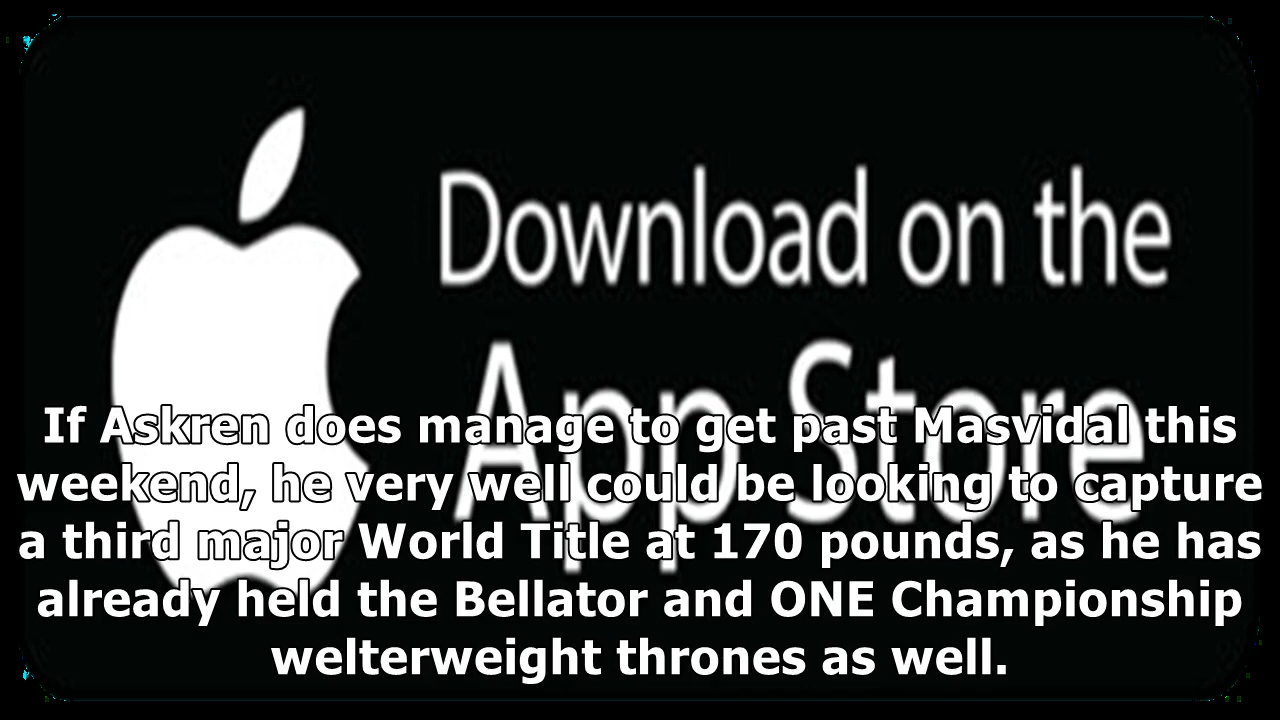 Download on the
App Store
If Askren does manage to get past Masvidal this
weekend, he very well could be looking to capture
a third major World Title at 170 pounds, as he has
already held the Bellator and ONE Championship
welterweight thrones as well.